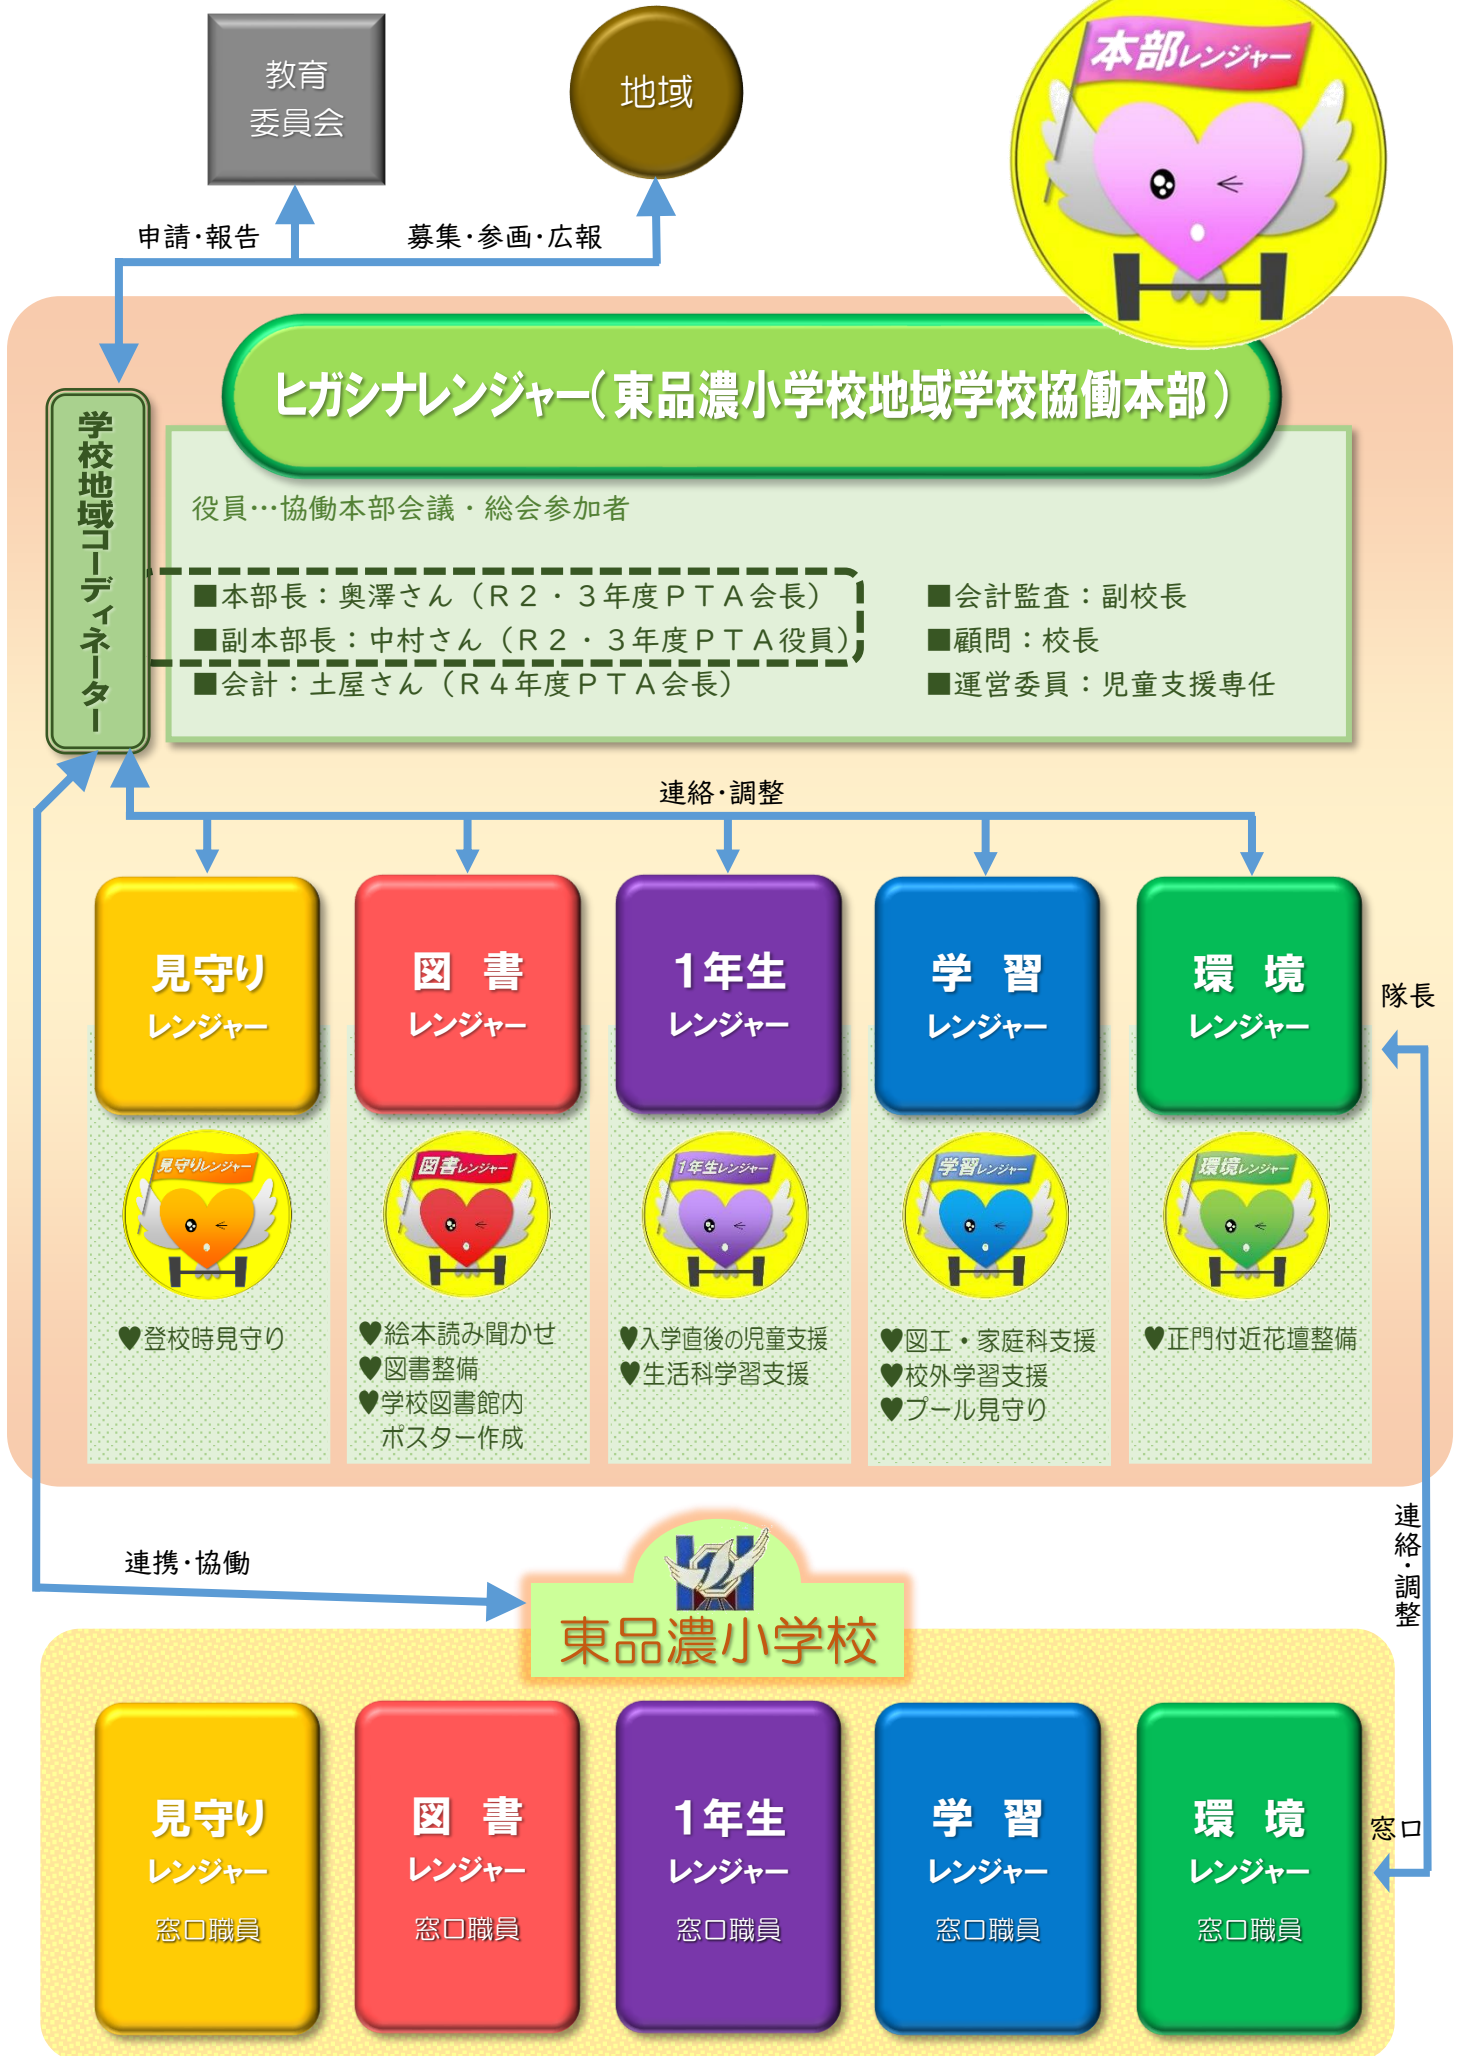 教育
委員会
地域
本部レンジャー
申請・報告
募集・参画・広報
ヒガシナレンジャー（東品濃小学校地域学校協働本部）
学校地域コーディネーター
役員…協働本部会議・総会参加者
■本部長：奥澤さん（Ｒ２・３年度ＰＴＡ会長）
■副本部長：中村さん（Ｒ２・３年度ＰＴＡ役員）
■会計：土屋さん（Ｒ４年度ＰＴＡ会長）
■会計監査：副校長
■顧問：校長
■運営委員：児童支援専任
連絡・調整
見守り
レンジャー
図　書
レンジャー
１年生
レンジャー
学　習
レンジャー
環　境
レンジャー
隊長
見守りレンジャー
図書レンジャー
1年生レンジャー
学習レンジャー
環境レンジャー
♥登校時見守り
♥絵本読み聞かせ
♥図書整備
♥学校図書館内
ポスター作成
♥入学直後の児童支援
♥生活科学習支援
♥図工・家庭科支援
♥校外学習支援
♥プール見守り
♥正門付近花壇整備
連携・協働
連絡・調整
東品濃小学校
見守り
レンジャー
窓口職員
図　書
レンジャー
窓口職員
１年生
レンジャー
窓口職員
学　習
レンジャー
窓口職員
環　境
レンジャー
窓口職員
窓口